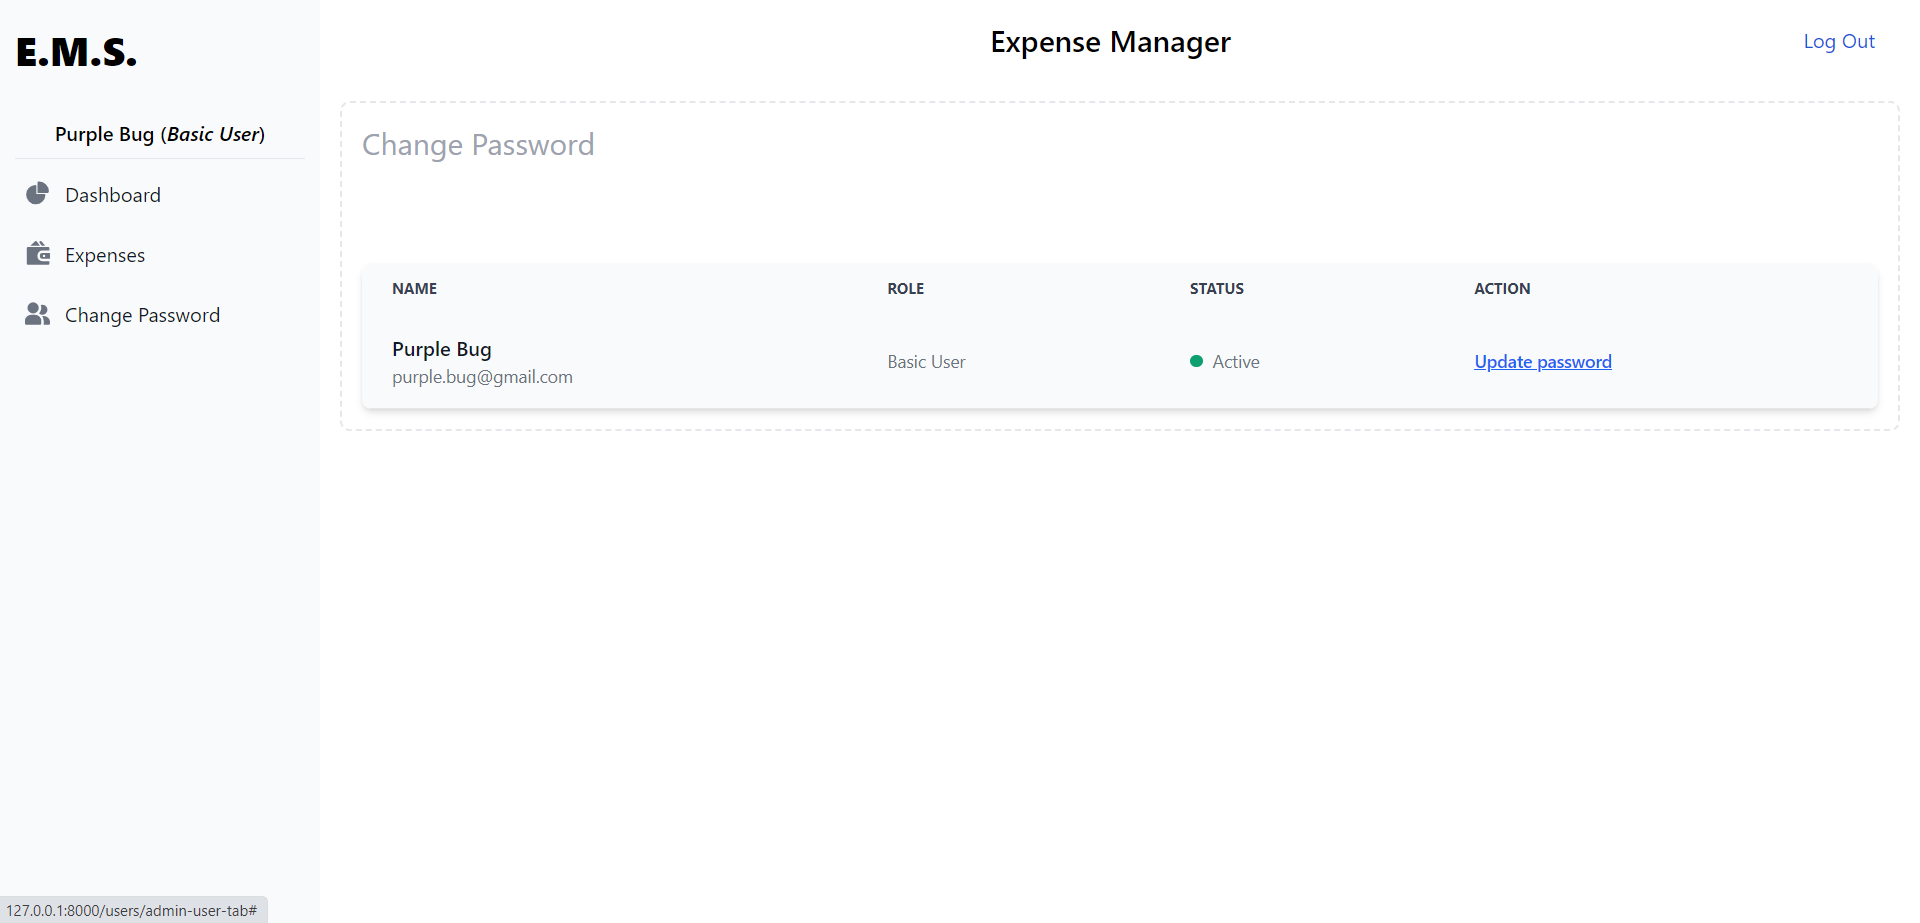 E.M.S.
Purple Bug (Basic User)
Dashboard
Expenses
Change Password
Expense Manager
Log Out
Change Password
NAME ROLE STATUS ACTION
Purple Bug
purple.bug@gmail.com
Basic User
Active
Update password
127.0.0.1:8000/users/admin-user-tab#